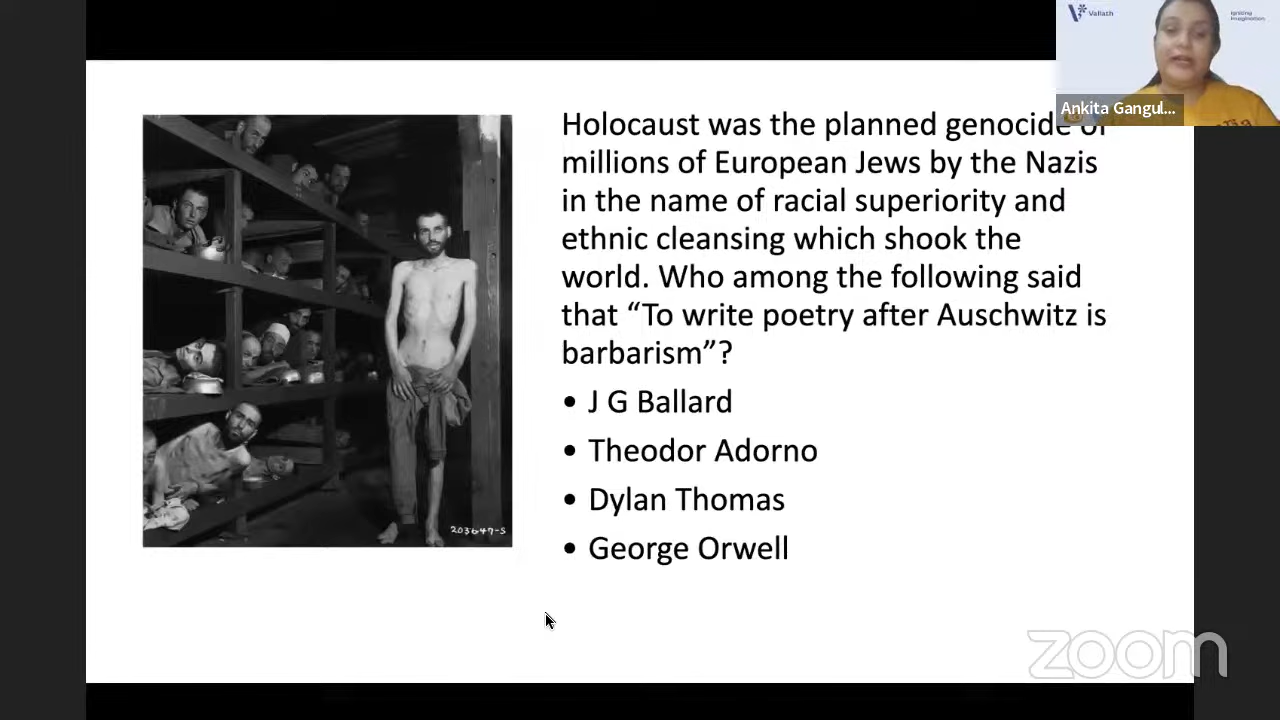 Vallath
Igniting
Imagination
Ankita Gangul...
Holocaust was the planned genocide of
millions of European Jews by the Nazis
in the name of racial superiority and
ethnic cleansing which shook the
world. Who among the following said
that “To write poetry after Auschwitz is
barbarism”?
• J G Ballard
• Theodor Adorno
• Dylan Thomas
• George Orwell
203647-S
zoom